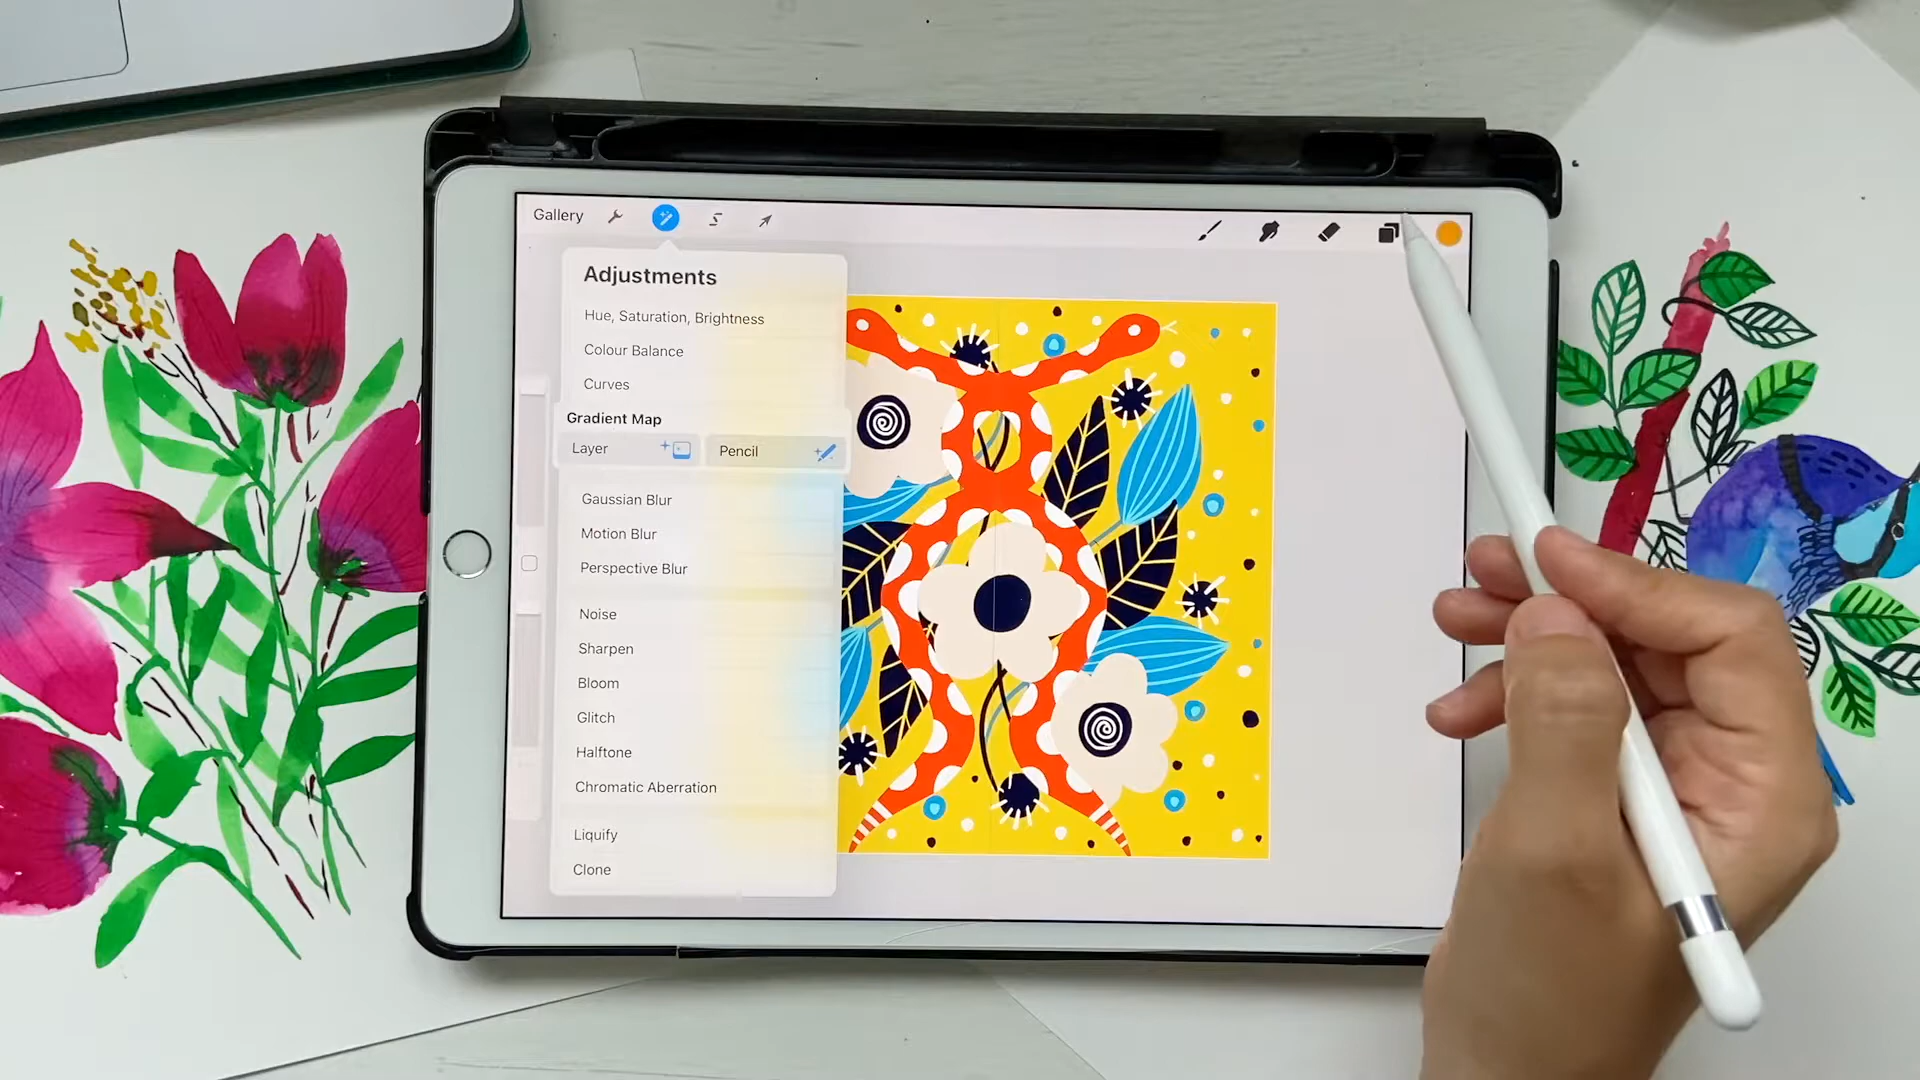 Gallery
Adjustments
Hue, Saturation, Brightness
Colour Balance
Curves
Gradient Map
Layer
Pencil
Gaussian Blur
Motion Blur
Perspective Blur
Noise
Sharpen
Bloom
Glitch
Halftone
Chromatic Aberration
Liquify
Clone